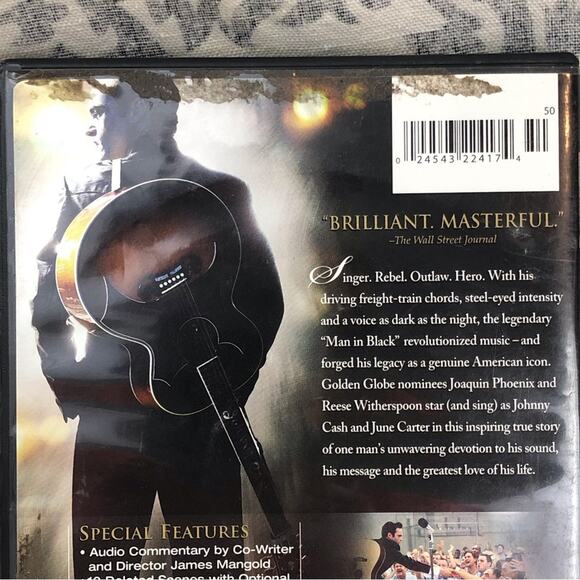 50
0 24543 22417 4
"BRILLIANT. MASTERFUL."
–The Wall Street Journal
Singer. Rebel. Outlaw. Hero. With his
driving freight-train chords, steel-eyed intensity
and a voice as dark as the night, the legendary
"Man in Black" revolutionized music – and
forged his legacy as a genuine American icon.
Golden Globe nominees Joaquin Phoenix and
Reese Witherspoon star (and sing) as Johnny
Cash and June Carter in this inspiring true story
of one man's unwavering devotion to his sound,
his message and the greatest love of his life.
SPECIAL FEATURES
• Audio Commentary by Co-Writer
and Director James Mangold
10 Deleted Scenes with Optional